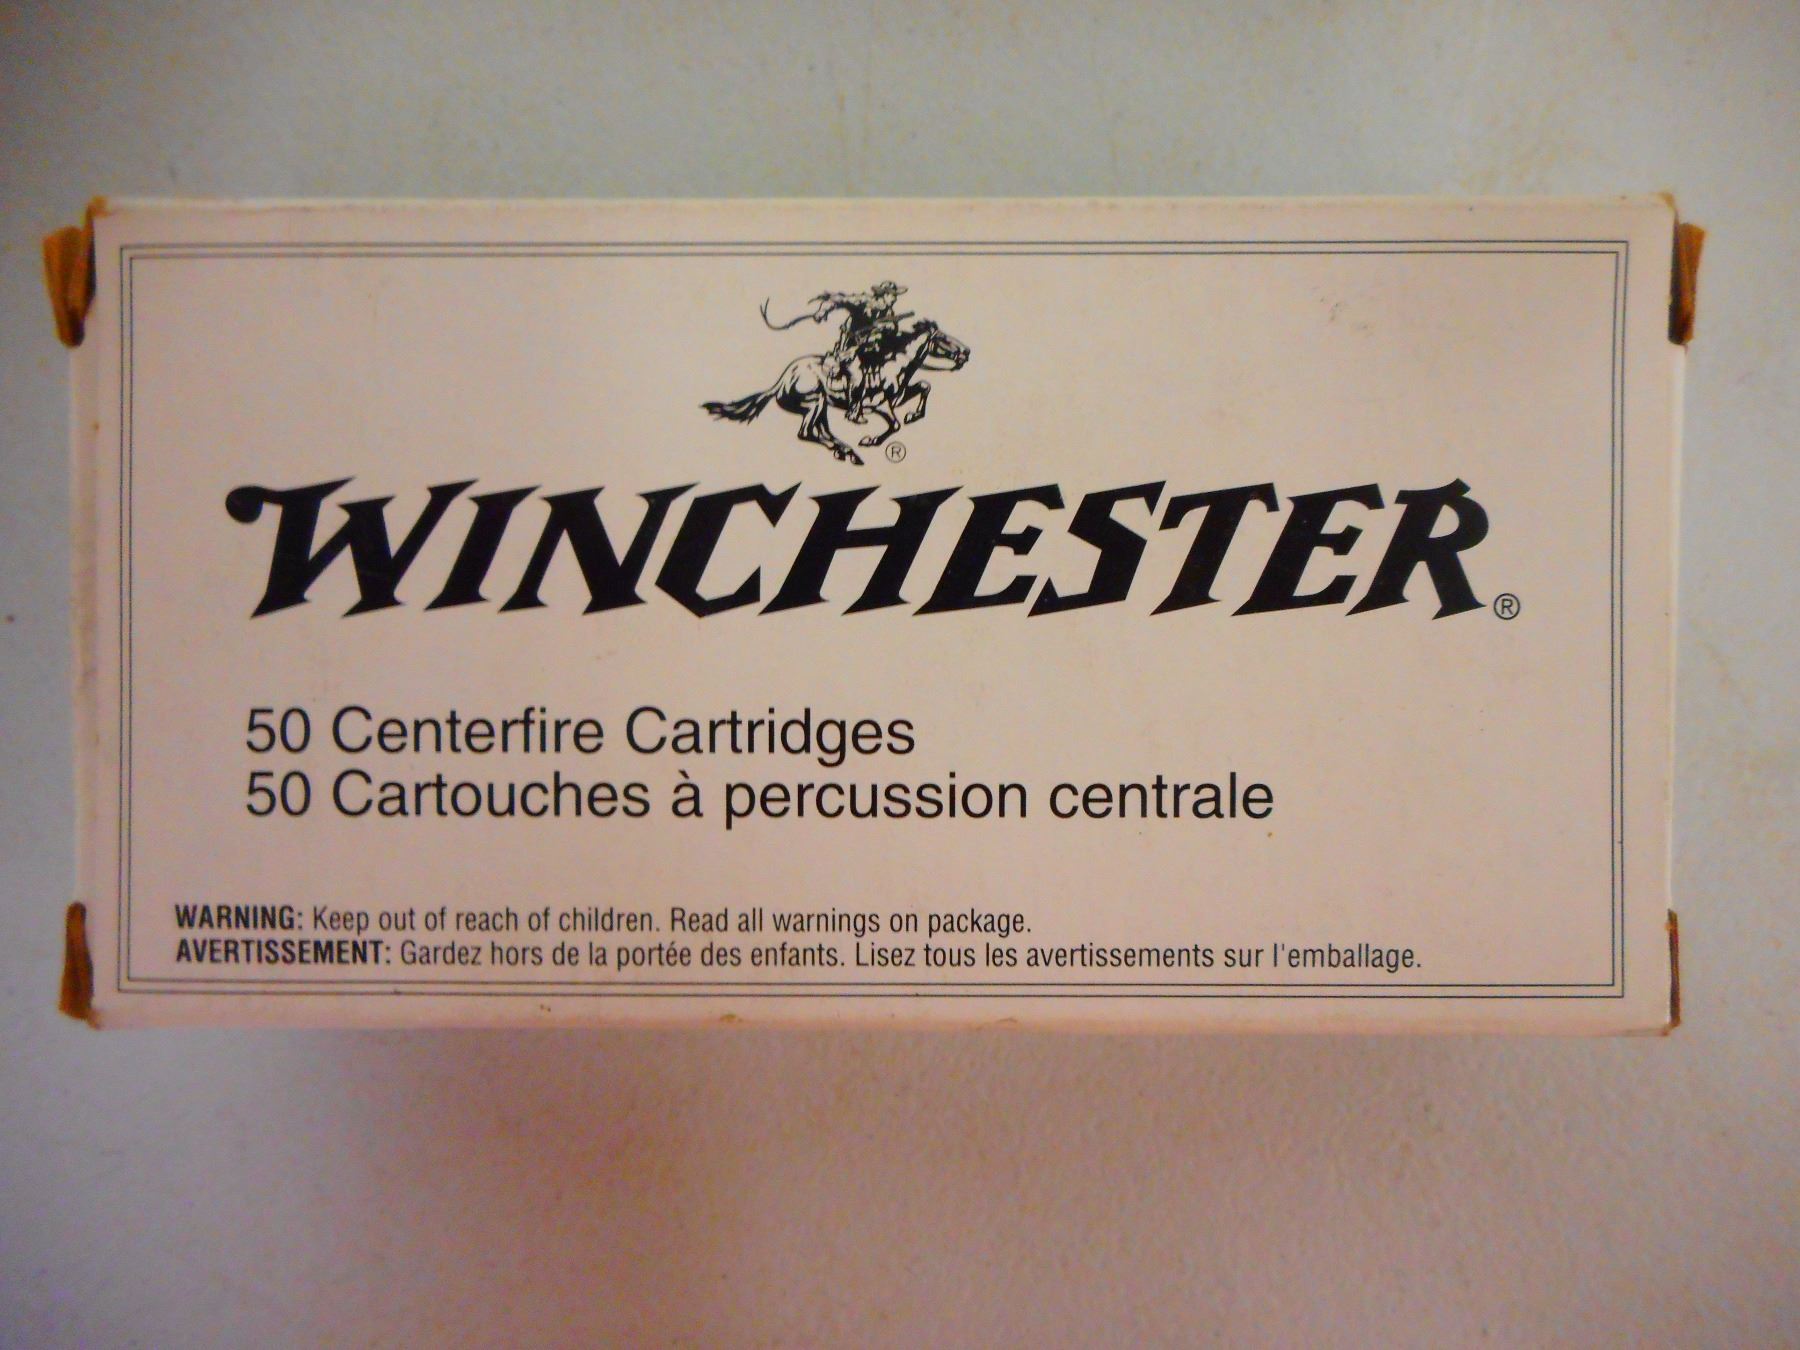 ®
WINCHESTER®
50 Centerfire Cartridges
50 Cartouches à percussion centrale
WARNING: Keep out of reach of children. Read all warnings on package.
AVERTISSEMENT: Gardez hors de la portée des enfants. Lisez tous les avertissements sur l'emballage.